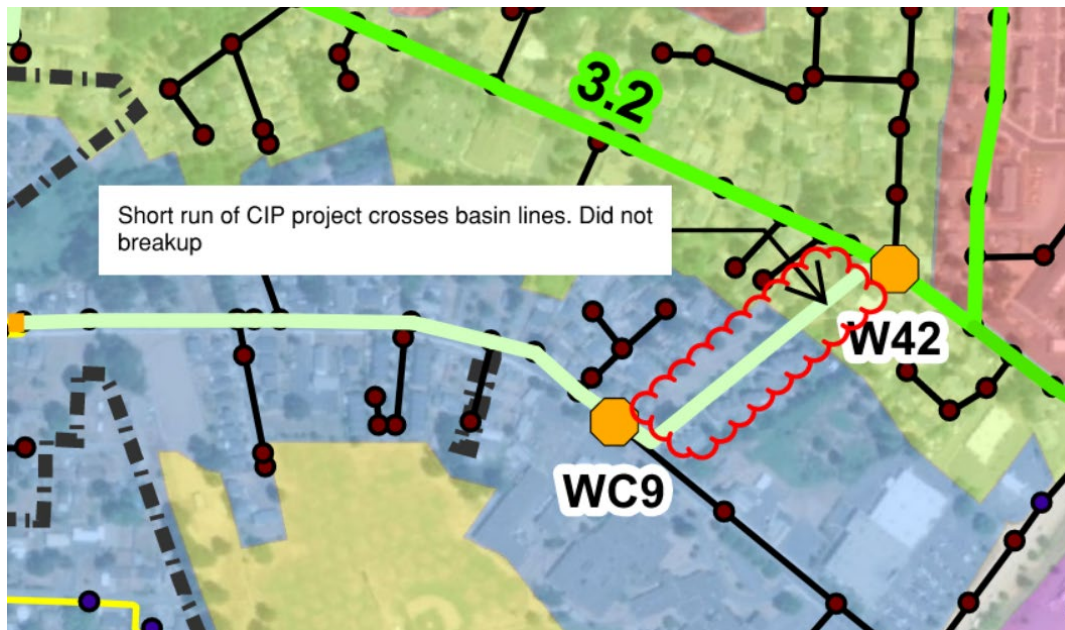 3.2
Short run of CIP project crosses basin lines. Did not
breakup
W42
WC9